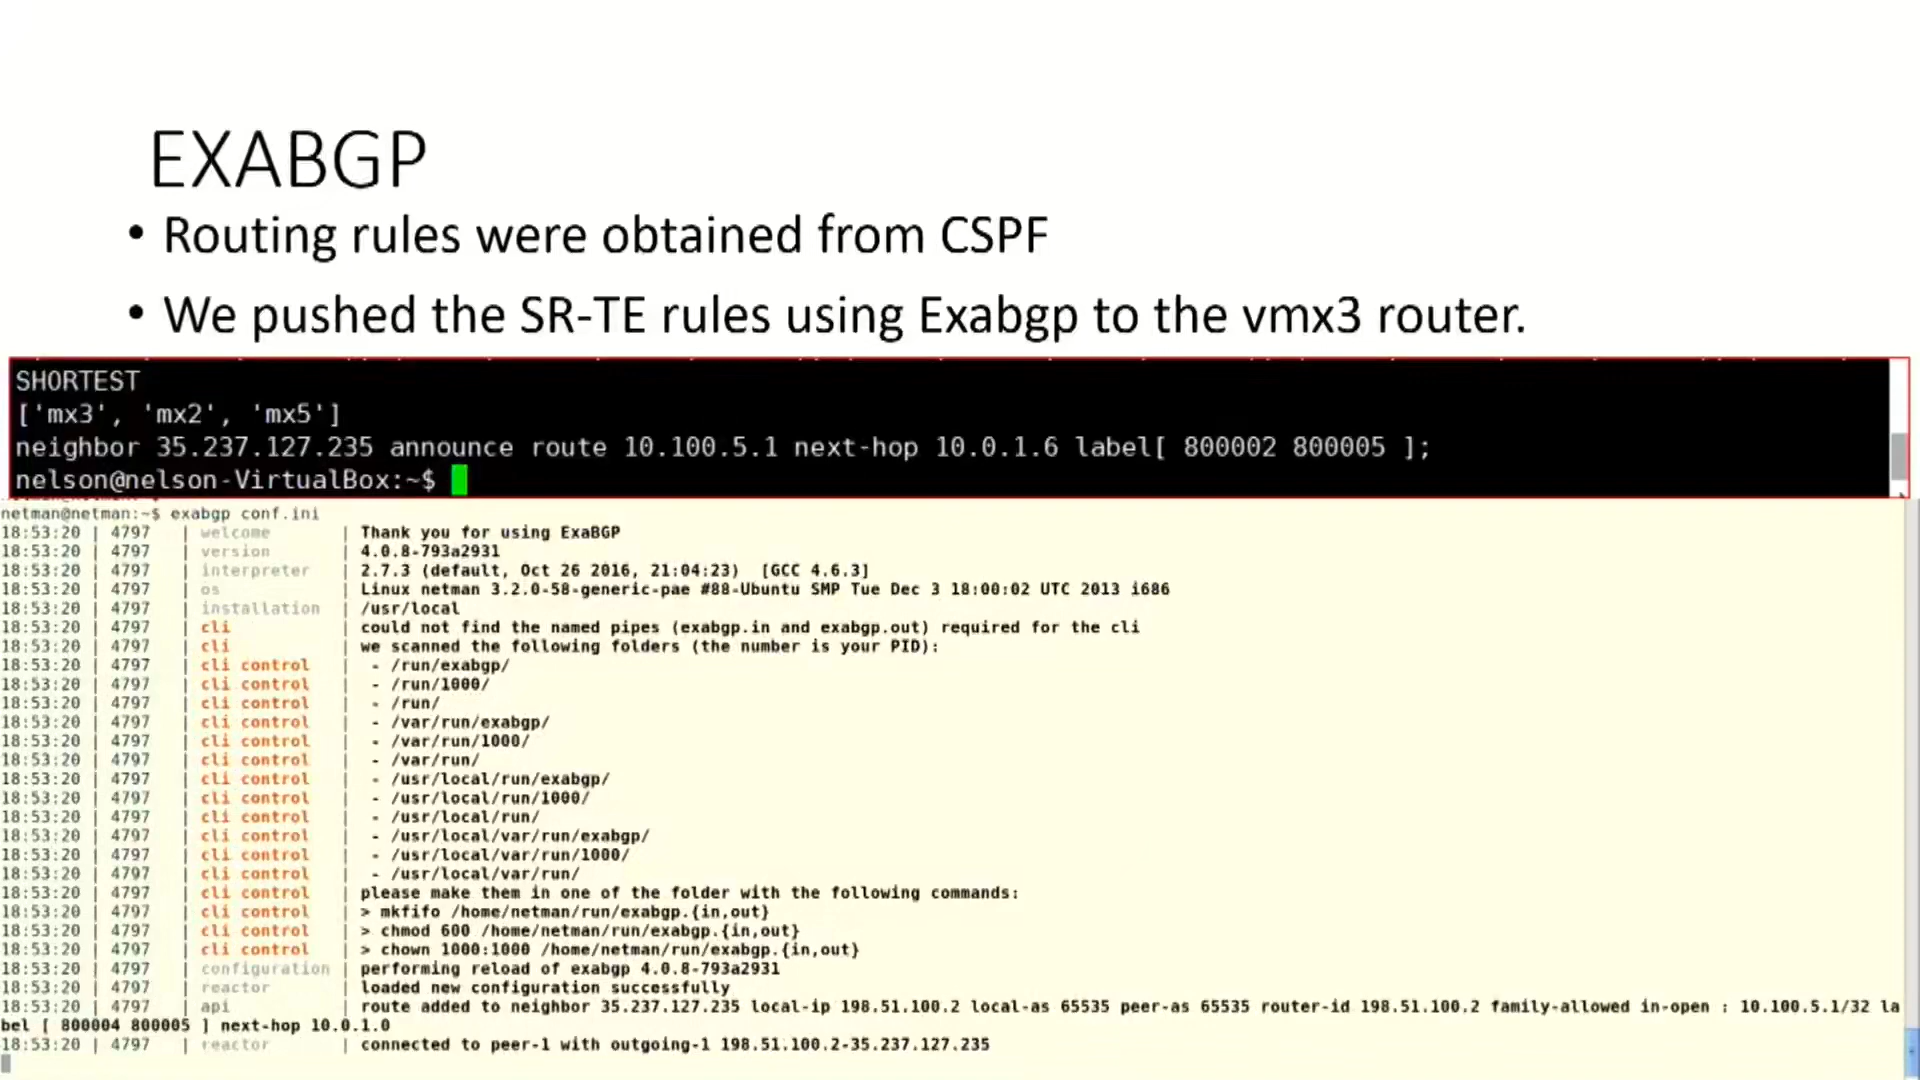 EXABGP
• Routing rules were obtained from CSPF
• We pushed the SR-TE rules using Exabgp to the vmx3 router.
SHORTEST
['mx3', 'mx2', 'mx5']
neighbor 35.237.127.235 announce route 10.100.5.1 next-hop 10.0.1.6 label[ 800002 800005 ];
nelson@nelson-VirtualBox:~$
netman@netman:~$ exabgp conf.ini
18:53:20 | 4797 | welcome | Thank you for using ExaBGP
18:53:20 | 4797 | version | 4.0.8-793a2931
18:53:20 | 4797 | interpreter | 2.7.3 (default, Oct 26 2016, 21:04:23) [GCC 4.6.3]
18:53:20 | 4797 | os | Linux netman 3.2.0-58-generic-pae #88-Ubuntu SMP Tue Dec 3 18:00:02 UTC 2013 i686
18:53:20 | 4797 | installation | /usr/local
18:53:20 | 4797 | cli | could not find the named pipes (exabgp.in and exabgp.out) required for the cli
18:53:20 | 4797 | cli | we scanned the following folders (the number is your PID):
18:53:20 | 4797 | cli control | - /run/exabgp/
18:53:20 | 4797 | cli control | - /run/1000/
18:53:20 | 4797 | cli control | - /run/
18:53:20 | 4797 | cli control | - /var/run/exabgp/
18:53:20 | 4797 | cli control | - /var/run/1000/
18:53:20 | 4797 | cli control | - /var/run/
18:53:20 | 4797 | cli control | - /usr/local/run/exabgp/
18:53:20 | 4797 | cli control | - /usr/local/run/1000/
18:53:20 | 4797 | cli control | - /usr/local/run/
18:53:20 | 4797 | cli control | - /usr/local/var/run/exabgp/
18:53:20 | 4797 | cli control | - /usr/local/var/run/1000/
18:53:20 | 4797 | cli control | - /usr/local/var/run/
18:53:20 | 4797 | cli control | please make them in one of the folder with the following commands:
18:53:20 | 4797 | cli control | > mkfifo /home/netman/run/exabgp.{in,out}
18:53:20 | 4797 | cli control | > chmod 600 /home/netman/run/exabgp.{in,out}
18:53:20 | 4797 | cli control | > chown 1000:1000 /home/netman/run/exabgp.{in,out}
18:53:20 | 4797 | configuration | performing reload of exabgp 4.0.8-793a2931
18:53:20 | 4797 | reactor | loaded new configuration successfully
18:53:20 | 4797 | api | route added to neighbor 35.237.127.235 local-ip 198.51.100.2 local-as 65535 peer-as 65535 router-id 198.51.100.2 family-allowed in-open : 10.100.5.1/32 la
bel [ 800004 800005 ] next-hop 10.0.1.0
18:53:20 | 4797 | reactor | connected to peer-1 with outgoing-1 198.51.100.2-35.237.127.235